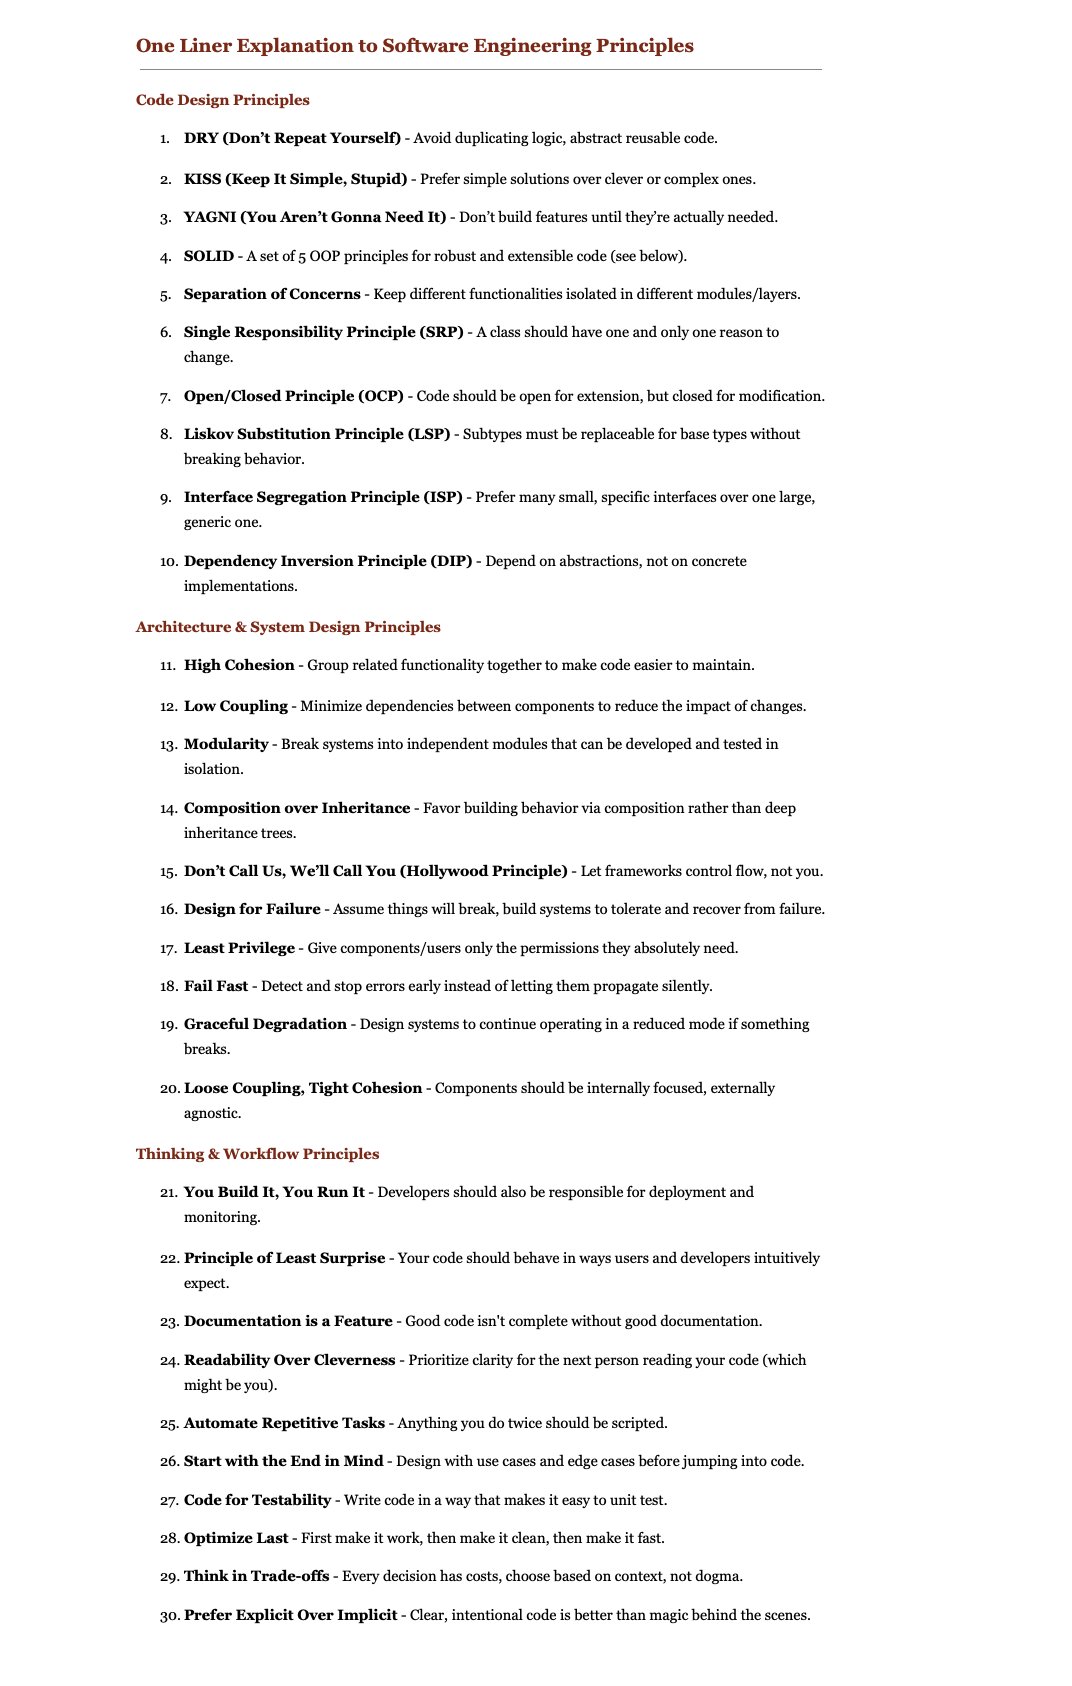 One Liner Explanation to Software Engineering Principles
Code Design Principles
1. DRY (Don’t Repeat Yourself) - Avoid duplicating logic, abstract reusable code.
2. KISS (Keep It Simple, Stupid) - Prefer simple solutions over clever or complex ones.
3. YAGNI (You Aren’t Gonna Need It) - Don’t build features until they’re actually needed.
4. SOLID - A set of 5 OOP principles for robust and extensible code (see below).
5. Separation of Concerns - Keep different functionalities isolated in different modules/layers.
6. Single Responsibility Principle (SRP) - A class should have one and only one reason to
change.
7. Open/Closed Principle (OCP) - Code should be open for extension, but closed for modification.
8. Liskov Substitution Principle (LSP) - Subtypes must be replaceable for base types without
breaking behavior.
9. Interface Segregation Principle (ISP) - Prefer many small, specific interfaces over one large,
generic one.
10. Dependency Inversion Principle (DIP) - Depend on abstractions, not on concrete
implementations.
Architecture & System Design Principles
11. High Cohesion - Group related functionality together to make code easier to maintain.
12. Low Coupling - Minimize dependencies between components to reduce the impact of changes.
13. Modularity - Break systems into independent modules that can be developed and tested in
isolation.
14. Composition over Inheritance - Favor building behavior via composition rather than deep
inheritance trees.
15. Don’t Call Us, We’ll Call You (Hollywood Principle) - Let frameworks control flow, not you.
16. Design for Failure - Assume things will break, build systems to tolerate and recover from failure.
17. Least Privilege - Give components/users only the permissions they absolutely need.
18. Fail Fast - Detect and stop errors early instead of letting them propagate silently.
19. Graceful Degradation - Design systems to continue operating in a reduced mode if something
breaks.
20. Loose Coupling, Tight Cohesion - Components should be internally focused, externally
agnostic.
Thinking & Workflow Principles
21. You Build It, You Run It - Developers should also be responsible for deployment and
monitoring.
22. Principle of Least Surprise - Your code should behave in ways users and developers intuitively
expect.
23. Documentation is a Feature - Good code isn't complete without good documentation.
24. Readability Over Cleverness - Prioritize clarity for the next person reading your code (which
might be you).
25. Automate Repetitive Tasks - Anything you do twice should be scripted.
26. Start with the End in Mind - Design with use cases and edge cases before jumping into code.
27. Code for Testability - Write code in a way that makes it easy to unit test.
28. Optimize Last - First make it work, then make it clean, then make it fast.
29. Think in Trade-offs - Every decision has costs, choose based on context, not dogma.
30. Prefer Explicit Over Implicit - Clear, intentional code is better than magic behind the scenes.